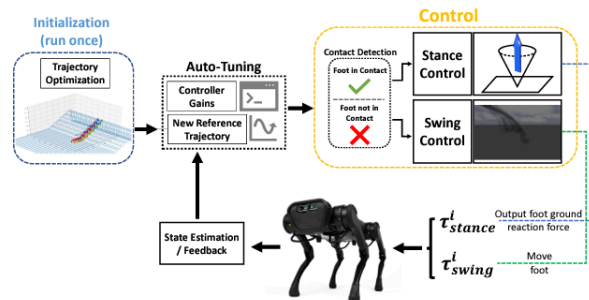 Initialization
(run once)
Trajectory
Optimization
Auto-Tuning
Controller
Gains
>_
New Reference
Trajectory
Control
Contact Detection
Foot in Contact
Foot not in
Contact
Stance
Control
Swing
Control
State Estimation
/ Feedback
τ^i_stance
Output foot ground
reaction force
τ^i_swing
Move
foot